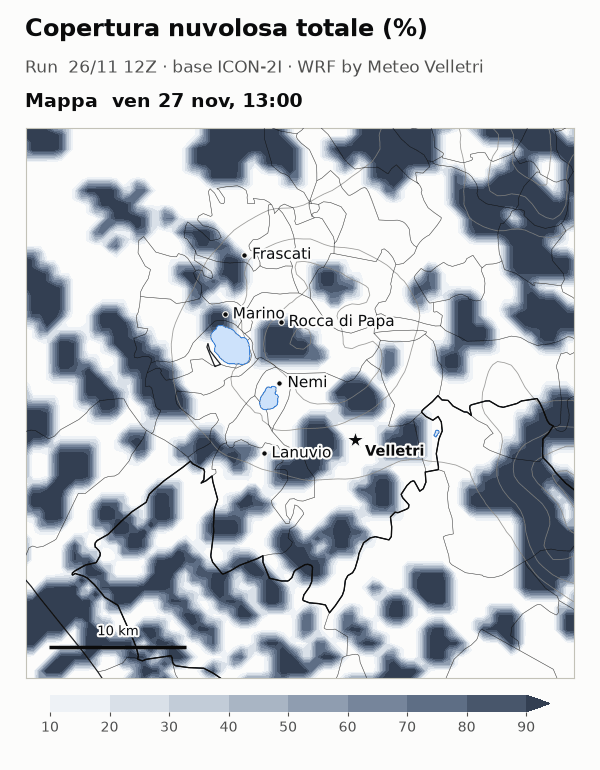 Copertura nuvolosa totale (%)
Run  26/11 12Z · base ICON-2I · WRF by Meteo Velletri
Mappa  ven 27 nov, 13:00
Frascati
Marino
Rocca di Papa
Nemi
Velletri
Lanuvio
10 km
10 20 30 40 50 60 70 80 90